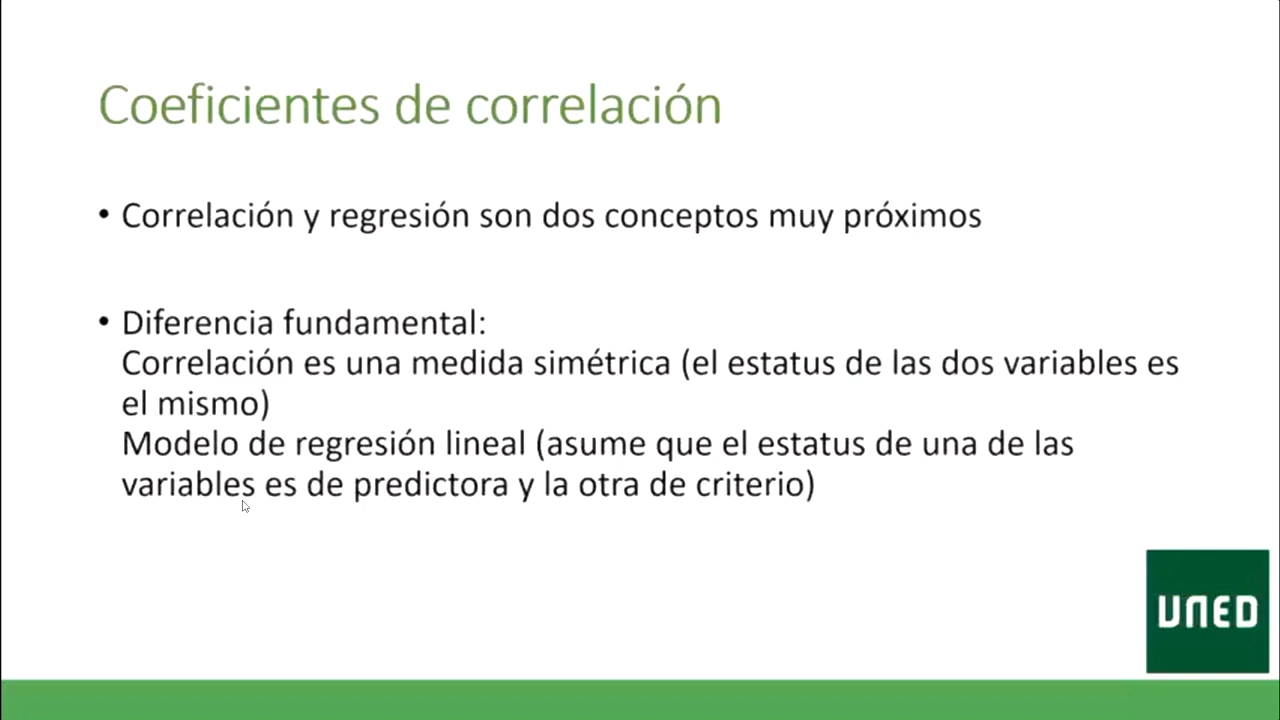 Coeficientes de correlación
• Correlación y regresión son dos conceptos muy próximos
• Diferencia fundamental:
Correlación es una medida simétrica (el estatus de las dos variables es
el mismo)
Modelo de regresión lineal (asume que el estatus de una de las
variables es de predictora y la otra de criterio)
UNED